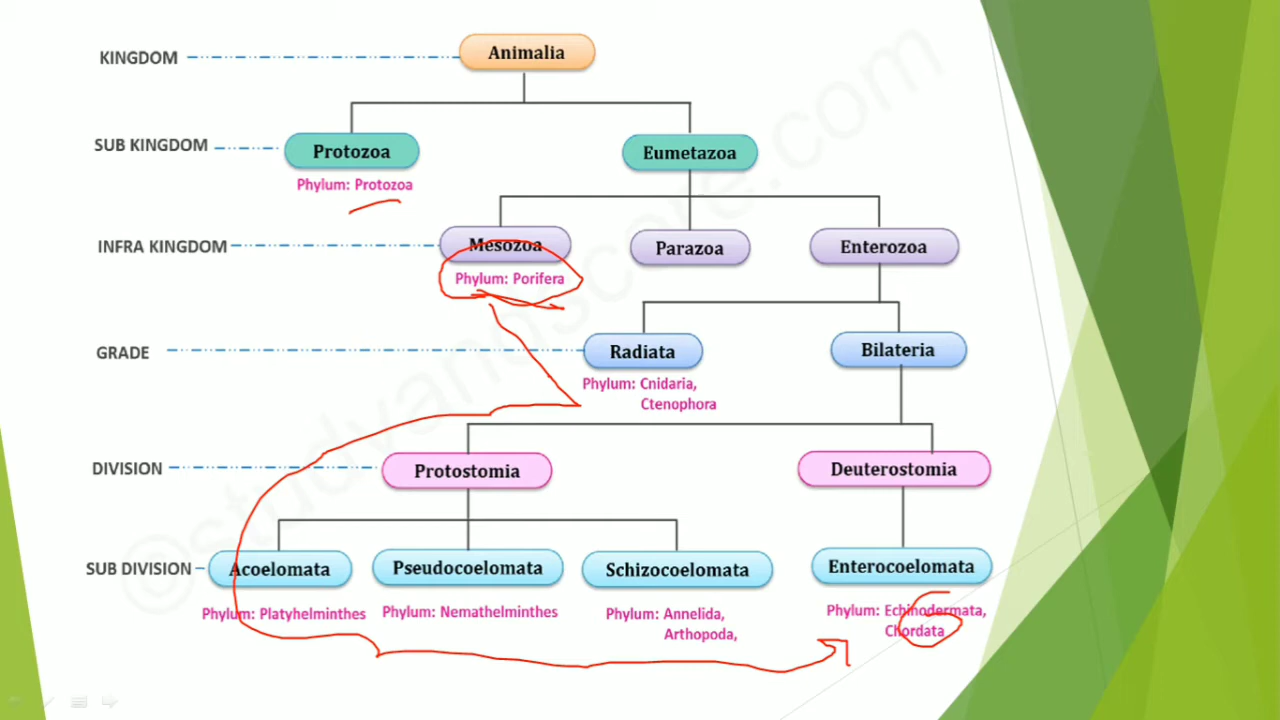 KINGDOM
Animalia
SUB KINGDOM
Protozoa
Eumetazoa
Phylum: Protozoa
INFRA KINGDOM
Mesozoa
Parazoa
Enterozoa
Phylum: Porifera
GRADE
Radiata
Bilateria
Phylum: Cnidaria,
Ctenophora
DIVISION
Protostomia
Deuterostomia
SUB DIVISION
Acoelomata
Pseudocoelomata
Schizocoelomata
Enterocoelomata
Phylum: Platyhelminthes
Phylum: Nemathelminthes
Phylum: Annelida,
Arthopoda,
Phylum: Echinodermata,
Chordata
©studyandscore.com